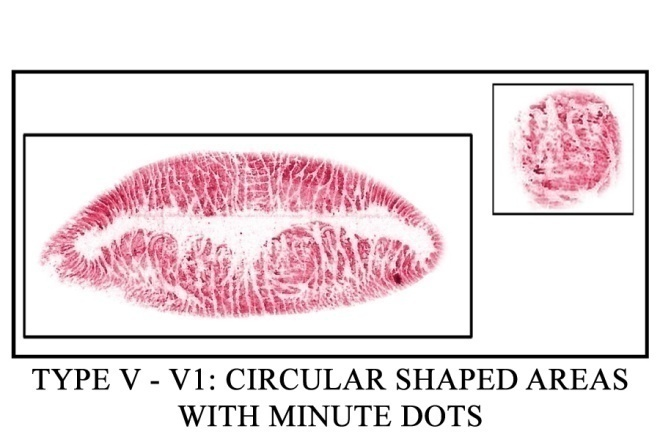 TYPE V - V1: CIRCULAR SHAPED AREAS
WITH MINUTE DOTS